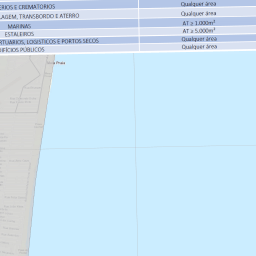 ÉRIOS E CREMATÓRIOS Qualquer área
LAGEM, TRANSBORDO E ATERRO Qualquer área
MARINAS AT ≥ 1.000m²
ESTALEIROS AT ≥ 5.000m²
RTUÁRIOS, LOGÍSTICOS E PORTOS SECOS Qualquer área
DIFÍCIOS PÚBLICOS Qualquer área